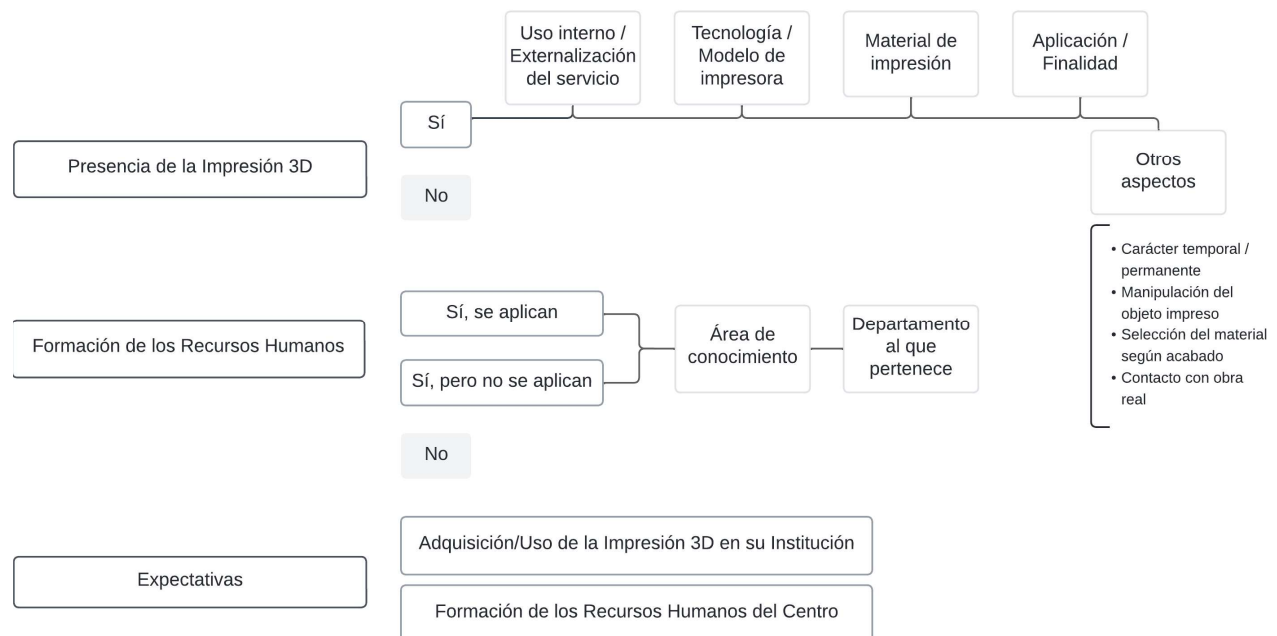 Uso interno /
Externalización
del servicio
Tecnología /
Modelo de
impresora
Material de
impresión
Aplicación /
Finalidad
Sí
Presencia de la Impresión 3D
No
Otros
aspectos
• Carácter temporal /
permanente
• Manipulación del
objeto impreso
• Selección del material
según acabado
• Contacto con obra
real
Sí, se aplican
Formación de los Recursos Humanos
Sí, pero no se aplican
Área de
conocimiento
Departamento
al que
pertenece
No
Adquisición/Uso de la Impresión 3D en su Institución
Expectativas
Formación de los Recursos Humanos del Centro